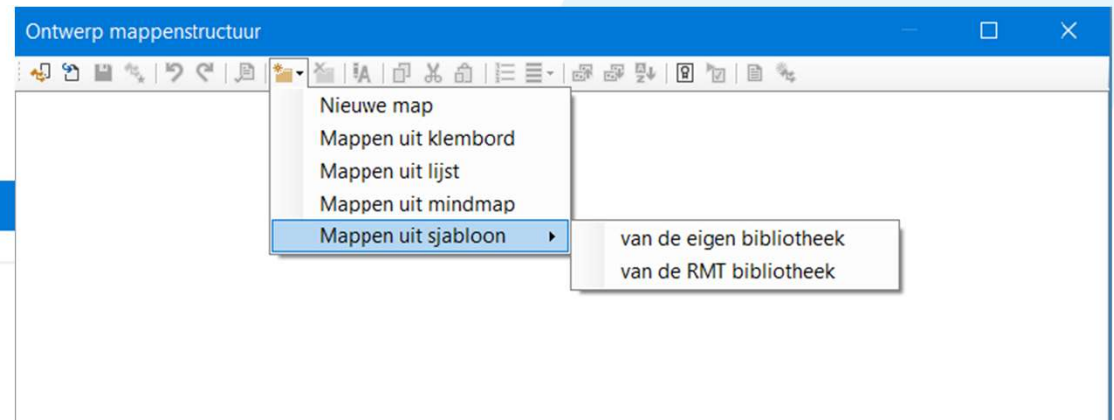 Ontwerp mappenstructuur
Nieuwe map
Mappen uit klembord
Mappen uit lijst
Mappen uit mindmap
Mappen uit sjabloon
van de eigen bibliotheek
van de RMT bibliotheek